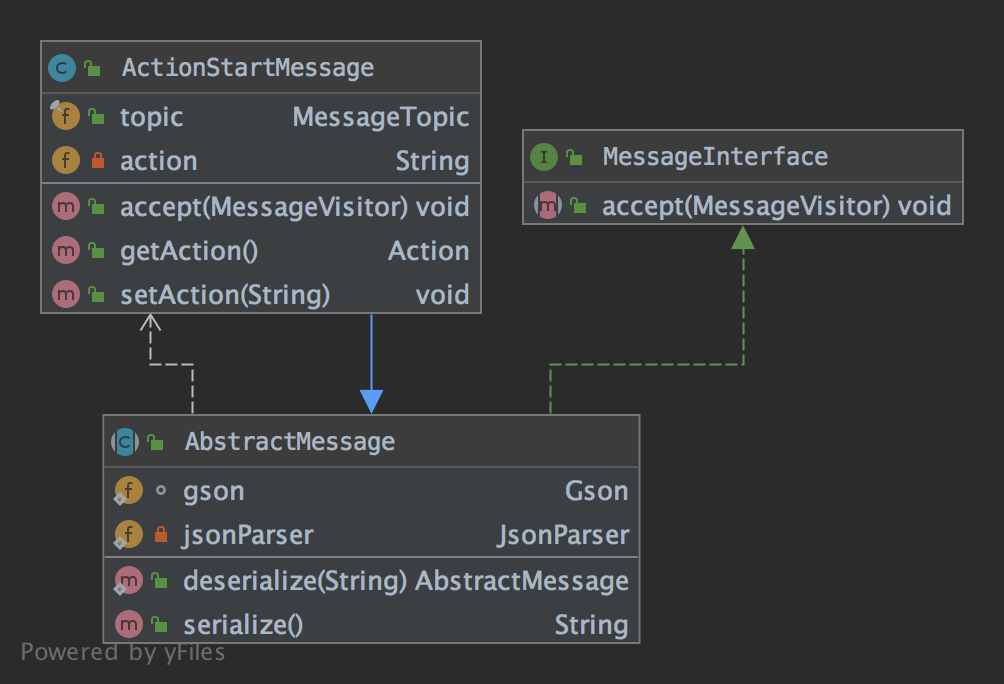 ActionStartMessage
topic MessageTopic
action String
accept(MessageVisitor) void
getAction() Action
setAction(String) void
MessageInterface
accept(MessageVisitor) void
AbstractMessage
gson Gson
jsonParser JsonParser
deserialize(String) AbstractMessage
serialize() String
Powered by yFiles